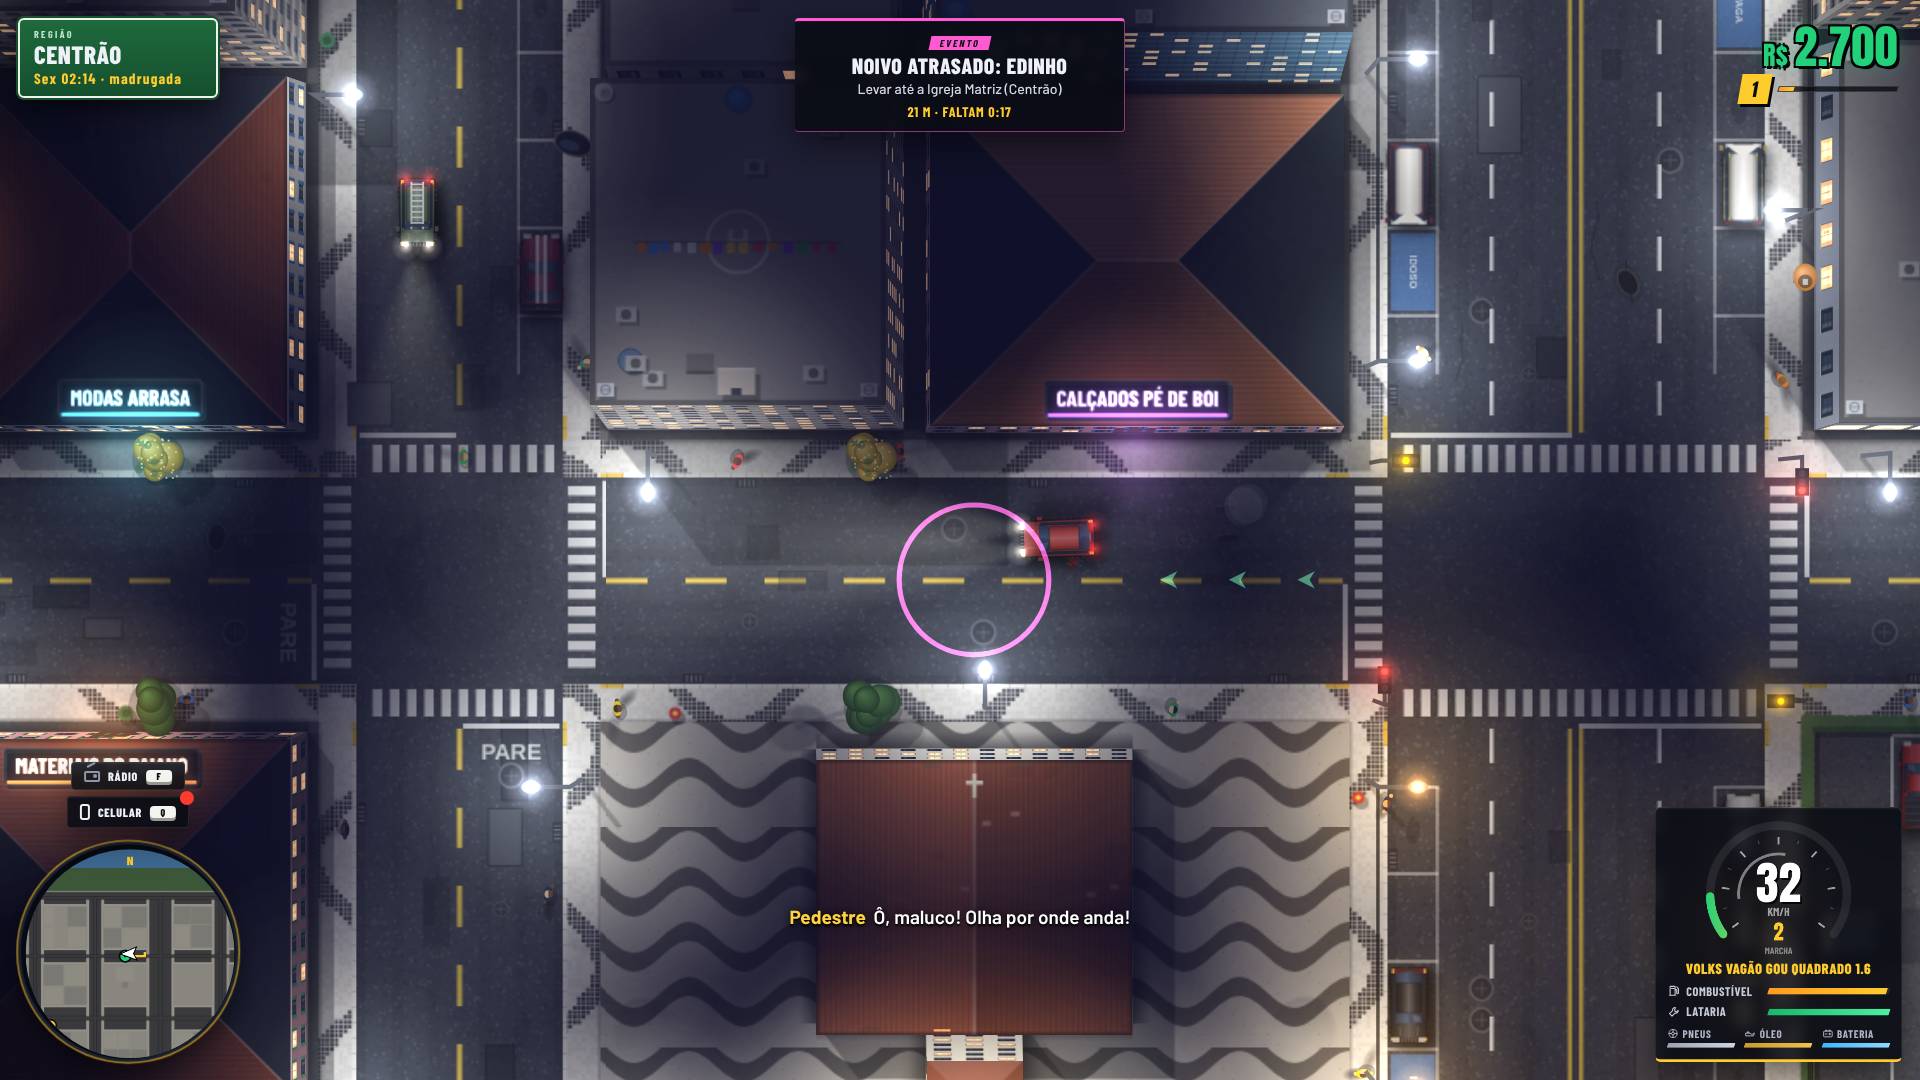 REGIÃO
CENTRÃO
Sex 02:14 · madrugada
EVENTO
NOIVO ATRASADO: EDINHO
Levar até a Igreja Matriz (Centrão)
21 M · FALTAM 0:17
R$ 2.700
1
IDOSO
H
MODAS ARRASA
CALÇADOS PÉ DE BOI
PARE
PARE
RÁDIO F
CELULAR Q
N
Pedestre Ô, maluco! Olha por onde anda!
32
KM/H
2
MARCHA
VOLKS VAGÃO GOU QUADRADO 1.6
COMBUSTÍVEL
LATARIA
PNEUS ÓLEO BATERIA